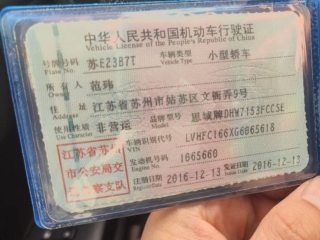 中华人民共和国机动车行驶证
Vehicle License of the People's Republic of China
号牌号码 苏E23B7T 车辆类型 小型轿车
Plate No. Vehicle Type
所有人 范玮
Owner
住址 江苏省苏州市姑苏区文衙弄9号
Address
使用性质 非营运 品牌型号 思域牌DHW7153FCCSE
Use Character Model
江苏省苏州市公安局交通警察支队
车辆识别代号 LVHFC166XG6065618
VIN
发动机号码 1065660
Engine No.
注册日期 2016-12-13 发证日期 2016-12-13
Register Date Issue Date